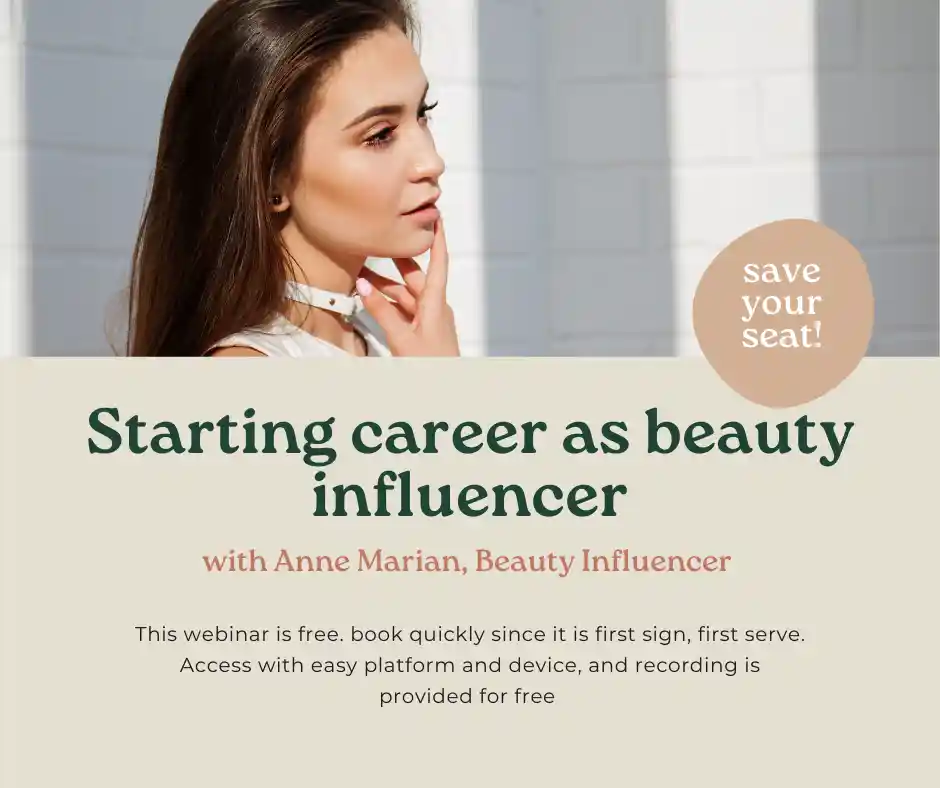 save
your
seat!
Starting career as beauty
influencer
with Anne Marian, Beauty Influencer
This webinar is free. book quickly since it is first sign, first serve.
Access with easy platform and device, and recording is
provided for free